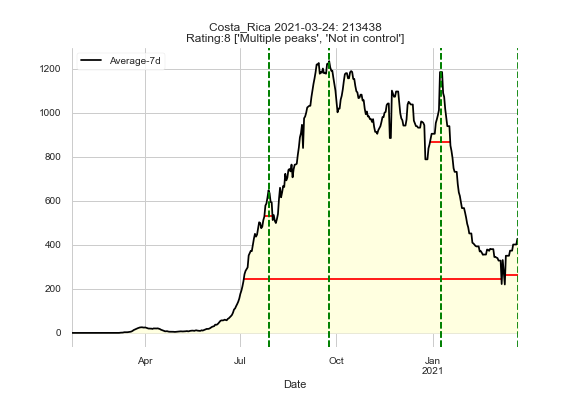 Costa_Rica 2021-03-24: 213438
Rating:8 ['Multiple peaks', 'Not in control']
Average-7d
1200
1000
800
600
400
200
0
Apr
Jul
Oct
Jan
2021
Date